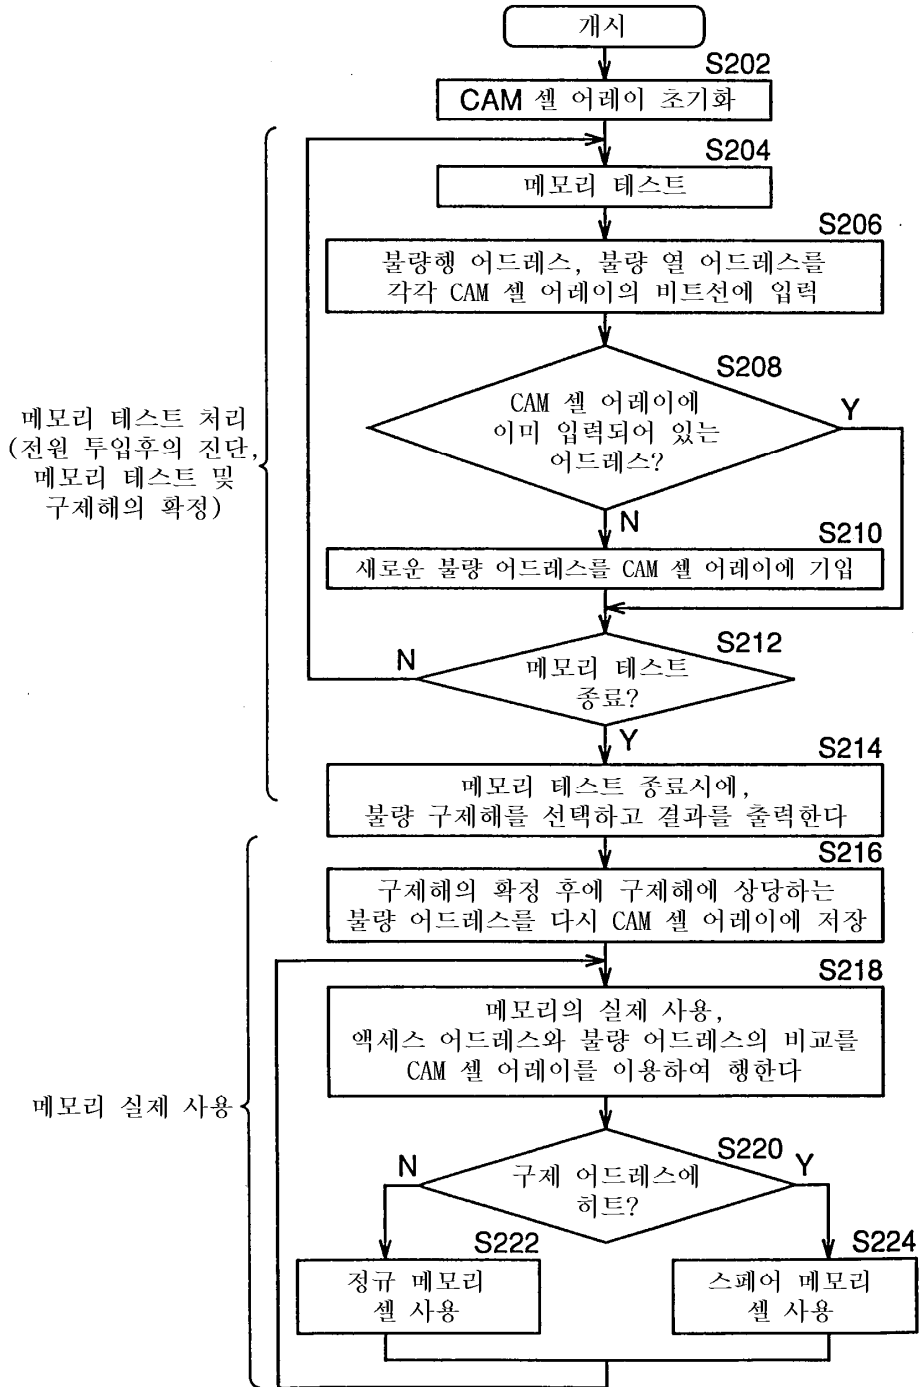 개시
S202
CAM 셀 어레이 초기화
S204
메모리 테스트
S206
불량행 어드레스, 불량 열 어드레스를
각각 CAM 셀 어레이의 비트선에 입력
S208
CAM 셀 어레이에
이미 입력되어 있는
어드레스?
Y
N
메모리 테스트 처리
(전원 투입후의 진단,
메모리 테스트 및
구제해의 확정)
S210
새로운 불량 어드레스를 CAM 셀 어레이에 기입
S212
N
메모리 테스트
종료?
Y
S214
메모리 테스트 종료시에,
불량 구제해를 선택하고 결과를 출력한다
S216
구제해의 확정 후에 구제해에 상당하는
불량 어드레스를 다시 CAM 셀 어레이에 저장
S218
메모리의 실제 사용,
액세스 어드레스와 불량 어드레스의 비교를
CAM 셀 어레이를 이용하여 행한다
메모리 실제 사용
S220
N
Y
구제 어드레스에
히트?
S222
정규 메모리
셀 사용
S224
스페어 메모리
셀 사용